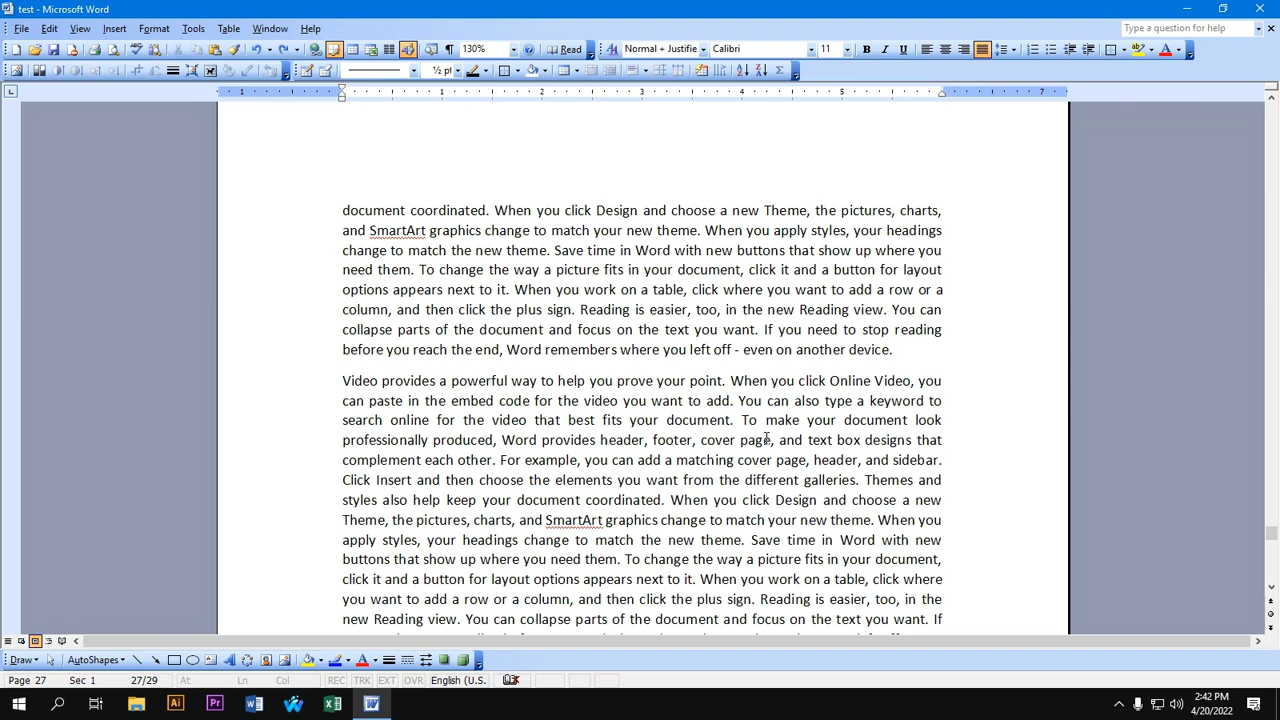 test - Microsoft Word
File Edit View Insert Format Tools Table Window Help Type a question for help
130% Read Normal + Justifie Calibri 11 B I U
½ p
1 1 2 3 4 5 7
document coordinated. When you click Design and choose a new Theme, the pictures, charts,
and SmartArt graphics change to match your new theme. When you apply styles, your headings
change to match the new theme. Save time in Word with new buttons that show up where you
need them. To change the way a picture fits in your document, click it and a button for layout
options appears next to it. When you work on a table, click where you want to add a row or a
column, and then click the plus sign. Reading is easier, too, in the new Reading view. You can
collapse parts of the document and focus on the text you want. If you need to stop reading
before you reach the end, Word remembers where you left off - even on another device.
Video provides a powerful way to help you prove your point. When you click Online Video, you
can paste in the embed code for the video you want to add. You can also type a keyword to
search online for the video that best fits your document. To make your document look
professionally produced, Word provides header, footer, cover page, and text box designs that
complement each other. For example, you can add a matching cover page, header, and sidebar.
Click Insert and then choose the elements you want from the different galleries. Themes and
styles also help keep your document coordinated. When you click Design and choose a new
Theme, the pictures, charts, and SmartArt graphics change to match your new theme. When you
apply styles, your headings change to match the new theme. Save time in Word with new
buttons that show up where you need them. To change the way a picture fits in your document,
click it and a button for layout options appears next to it. When you work on a table, click where
you want to add a row or a column, and then click the plus sign. Reading is easier, too, in the
new Reading view. You can collapse parts of the document and focus on the text you want. If
Draw AutoShapes
Page 27 Sec 1 27/29 At Ln Col REC TRK EXT OVR English (U.S.
2:42 PM
4/20/2022